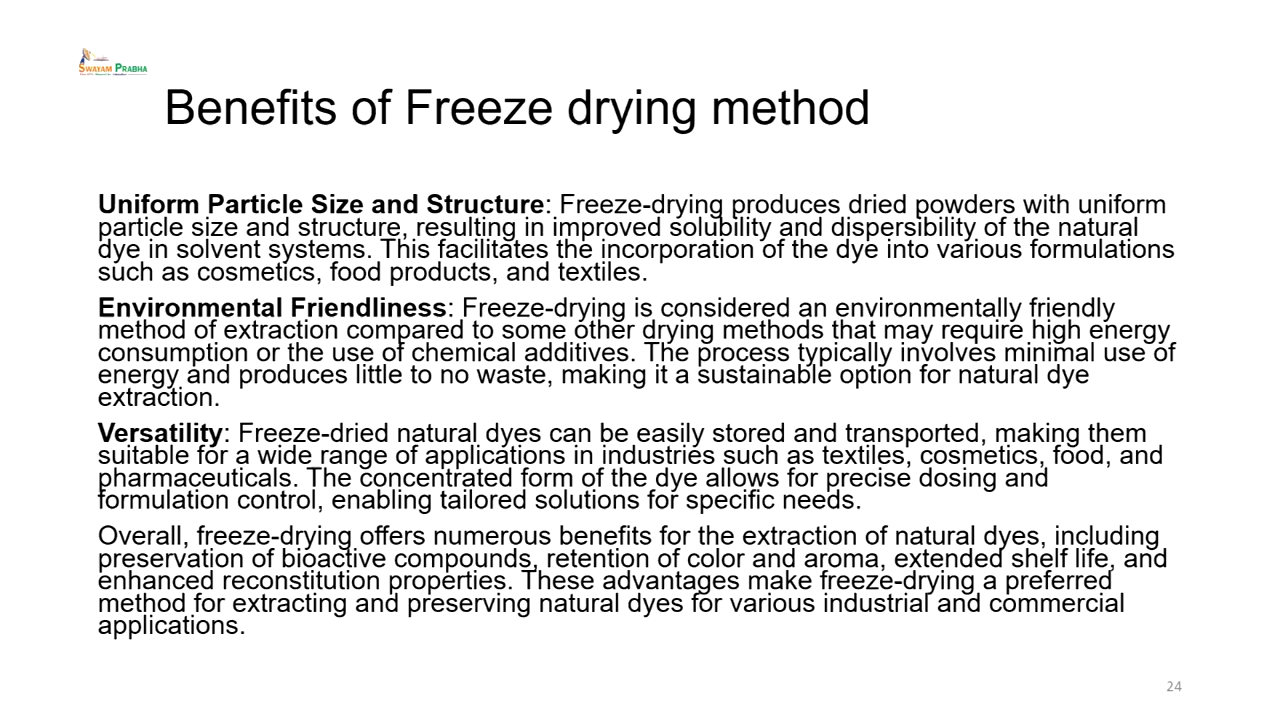 SWAYAM PRABHA
Benefits of Freeze drying method
Uniform Particle Size and Structure: Freeze-drying produces dried powders with uniform
particle size and structure, resulting in improved solubility and dispersibility of the natural
dye in solvent systems. This facilitates the incorporation of the dye into various formulations
such as cosmetics, food products, and textiles.
Environmental Friendliness: Freeze-drying is considered an environmentally friendly
method of extraction compared to some other drying methods that may require high energy
consumption or the use of chemical additives. The process typically involves minimal use of
energy and produces little to no waste, making it a sustainable option for natural dye
extraction.
Versatility: Freeze-dried natural dyes can be easily stored and transported, making them
suitable for a wide range of applications in industries such as textiles, cosmetics, food, and
pharmaceuticals. The concentrated form of the dye allows for precise dosing and
formulation control, enabling tailored solutions for specific needs.
Overall, freeze-drying offers numerous benefits for the extraction of natural dyes, including
preservation of bioactive compounds, retention of color and aroma, extended shelf life, and
enhanced reconstitution properties. These advantages make freeze-drying a preferred
method for extracting and preserving natural dyes for various industrial and commercial
applications.
24